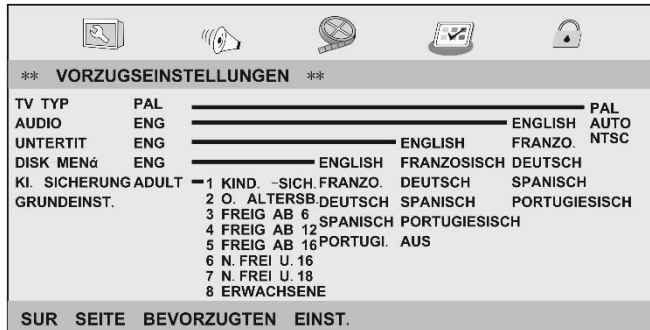 ** VORZUGSEINSTELLUNGEN **
TV TYP PAL PAL
AUDIO ENG ENGLISH AUTO
UNTERTIT ENG ENGLISH FRANZO. NTSC
DISK MENá ENG ENGLISH FRANZOSISCH DEUTSCH
KI. SICHERUNG ADULT 1 KIND. -SICH. FRANZO. DEUTSCH SPANISCH
GRUNDEINST. 2 O. ALTERSB. DEUTSCH SPANISCH PORTUGIESISCH
3 FREIG AB 6 SPANISCH PORTUGIESISCH
4 FREIG AB 12
5 FREIG AB 16 PORTUGI. AUS
6 N. FREI U. 16
7 N. FREI U. 18
8 ERWACHSENE
SUR SEITE BEVORZUGTEN EINST.